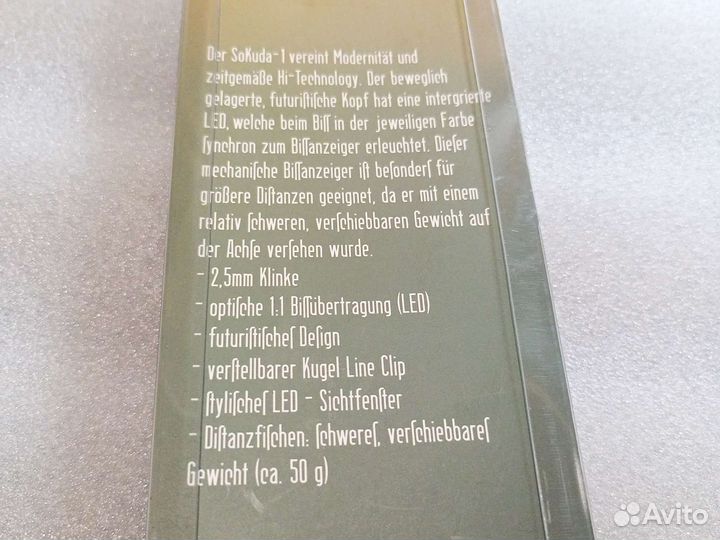 Der SoKuda-1 vereint Modernität und
zeitgemäße Hi-Technology. Der beweglich
gelagerte, futuriſtiſche Kopf hat eine intergrierte
LED, welche beim Biſſ in der jeweiligen Farbe
ſynchron zum Biſſanzeiger erleuchtet. Dieſer
mechaniſche Biſſanzeiger iſt beſonderſ für
größere Diſtanzen geeignet, da er mit einem
relativ ſchweren, verſchiebbaren Gewicht auf
der Achſe verſehen wurde.
- 2,5mm Klinke
- optiſche 1:1 Biſſübertragung (LED)
- futuriſtiſcheſ Deſign
- verſtellbarer Kugel Line Clip
- ſtyliſcheſ LED - Sichtfenſter
- Diſtanzfiſchen: ſchwereſ, verſchiebbareſ
Gewicht (ca. 50 g)
Avito